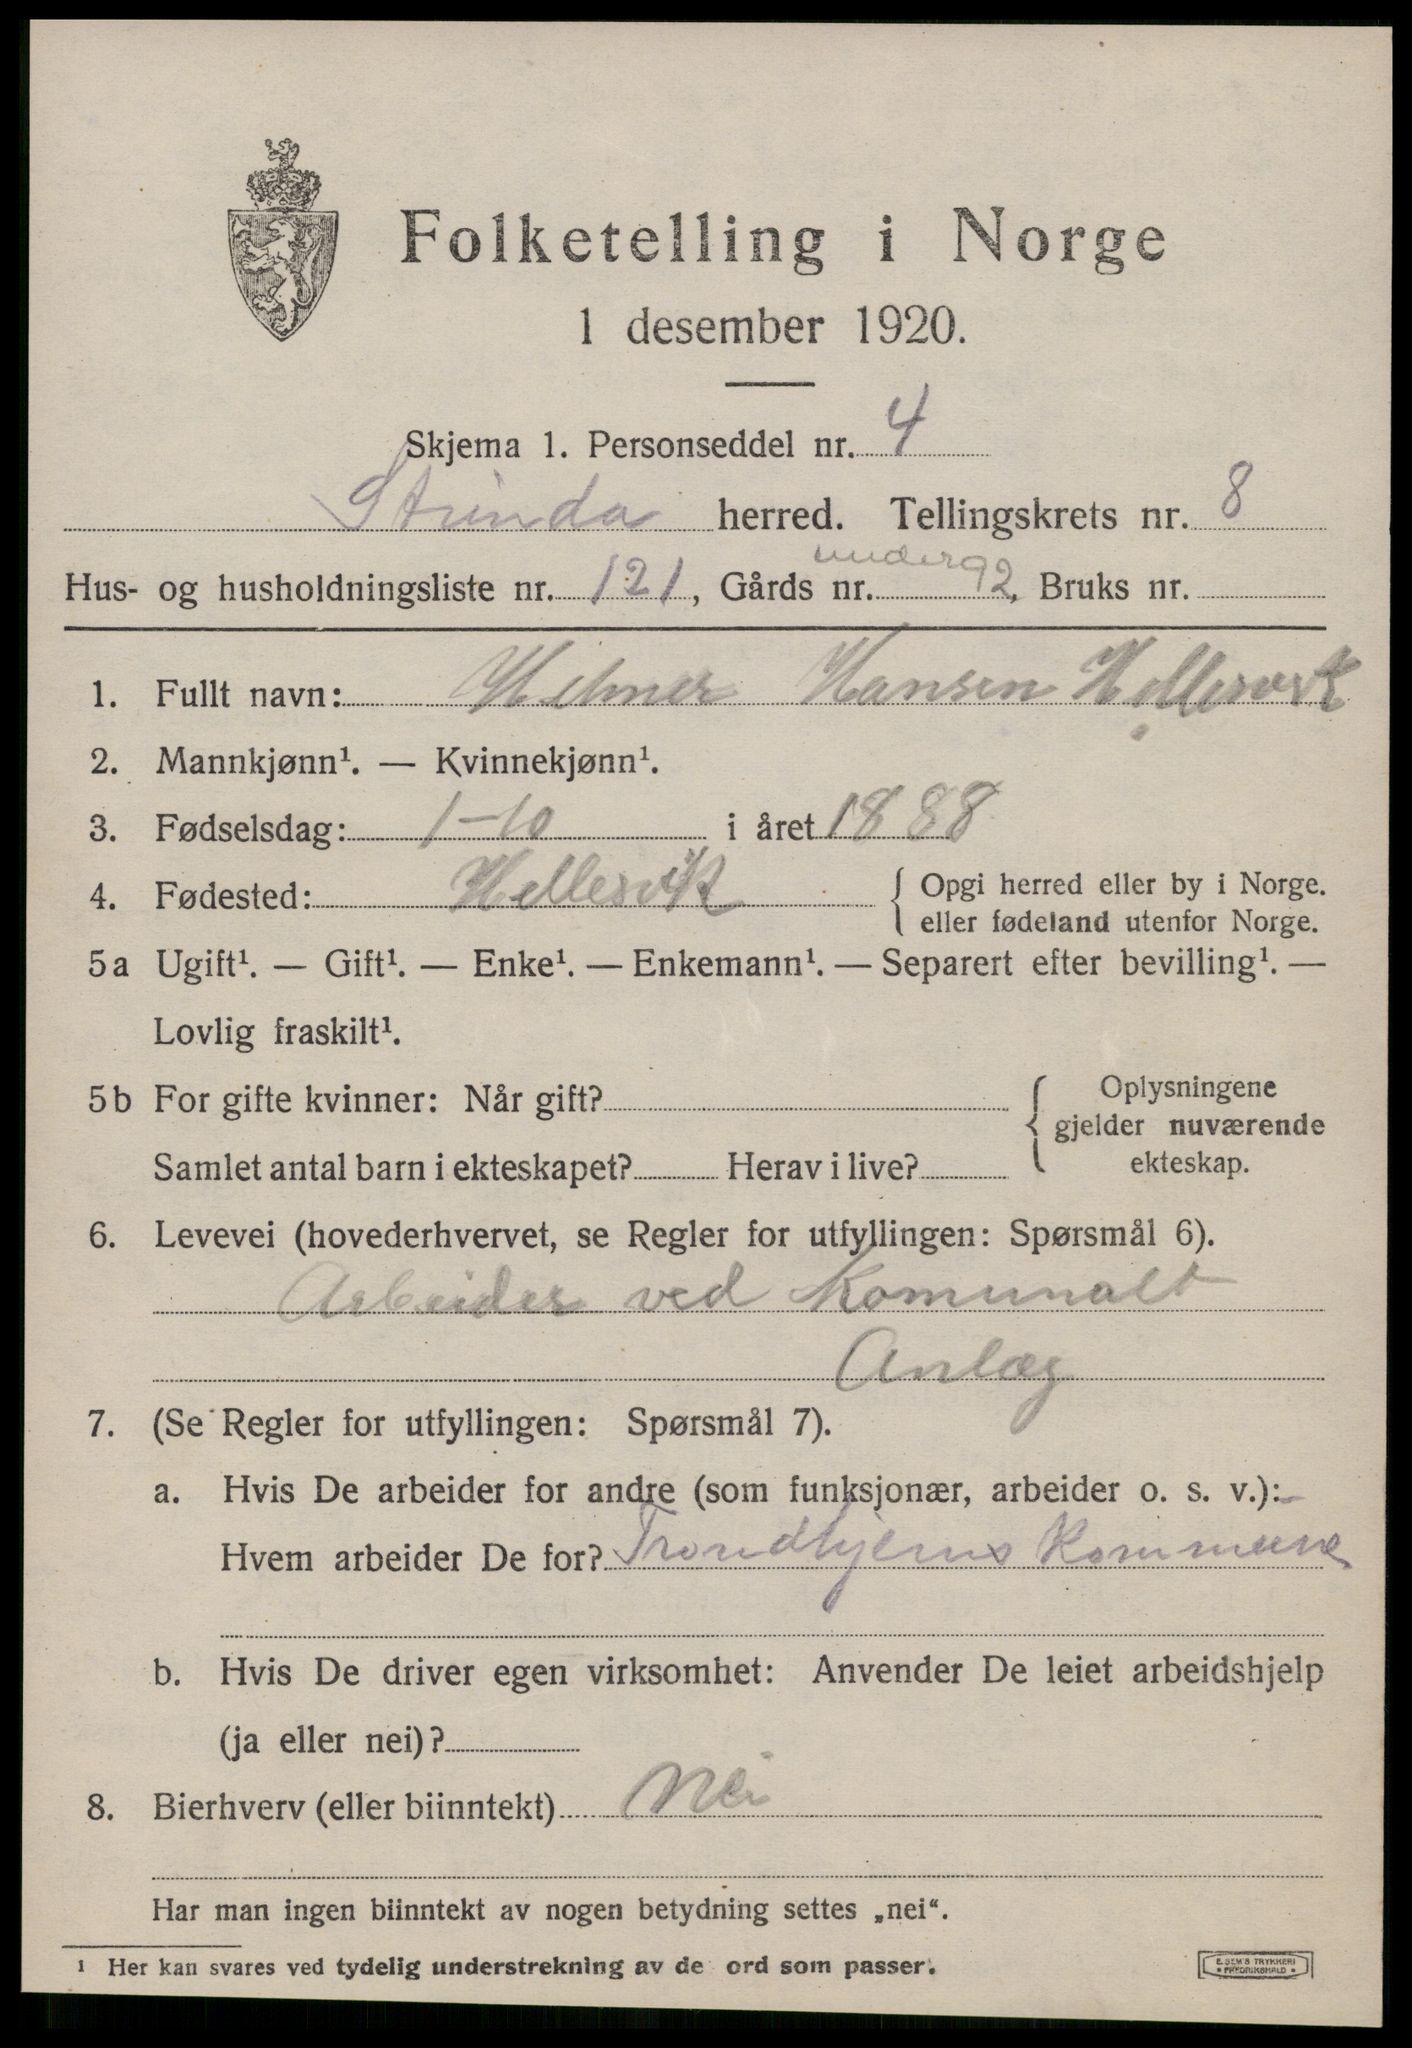 Folketelling i Norge
1 desember 1920.
Skjema 1. Personseddel nr. 4
Strinda herred. Tellingskrets nr. 8
Hus- og husholdningsliste nr. 121, Gårds nr. under 92, Bruks nr.
1. Fullt navn: Hilmer Hansen Hellesvik
2. Mannkjønn¹. — Kvinnekjønn¹.
3. Fødselsdag: 1-10 i året 1888
4. Fødested: Hellesvik { Opgi herred eller by i Norge.
eller fødeland utenfor Norge.
5a Ugift¹. — Gift¹. — Enke¹. — Enkemann¹. — Separert efter bevilling¹. —
Lovlig fraskilt¹.
5b For gifte kvinner: Når gift? { Oplysningene
gjelder nuværende
Samlet antal barn i ekteskapet? Herav i live? ekteskap.
6. Levevei (hovederhvervet, se Regler for utfyllingen: Spørsmål 6).
Arbeider ved Komunalt
Anlæg
7. (Se Regler for utfyllingen: Spørsmål 7).
a. Hvis De arbeider for andre (som funksjonær, arbeider o. s. v.):
Hvem arbeider De for? Trondhjems Kommune
b. Hvis De driver egen virksomhet: Anvender De leiet arbeidshjelp
(ja eller nei)?
8. Bierhverv (eller biinntekt) Nei
Har man ingen biinntekt av nogen betydning settes „nei“.
¹ Her kan svares ved tydelig understrekning av de ord som passer.
E. SEM'S TRYKKERI
* FREDRIKSHALD *